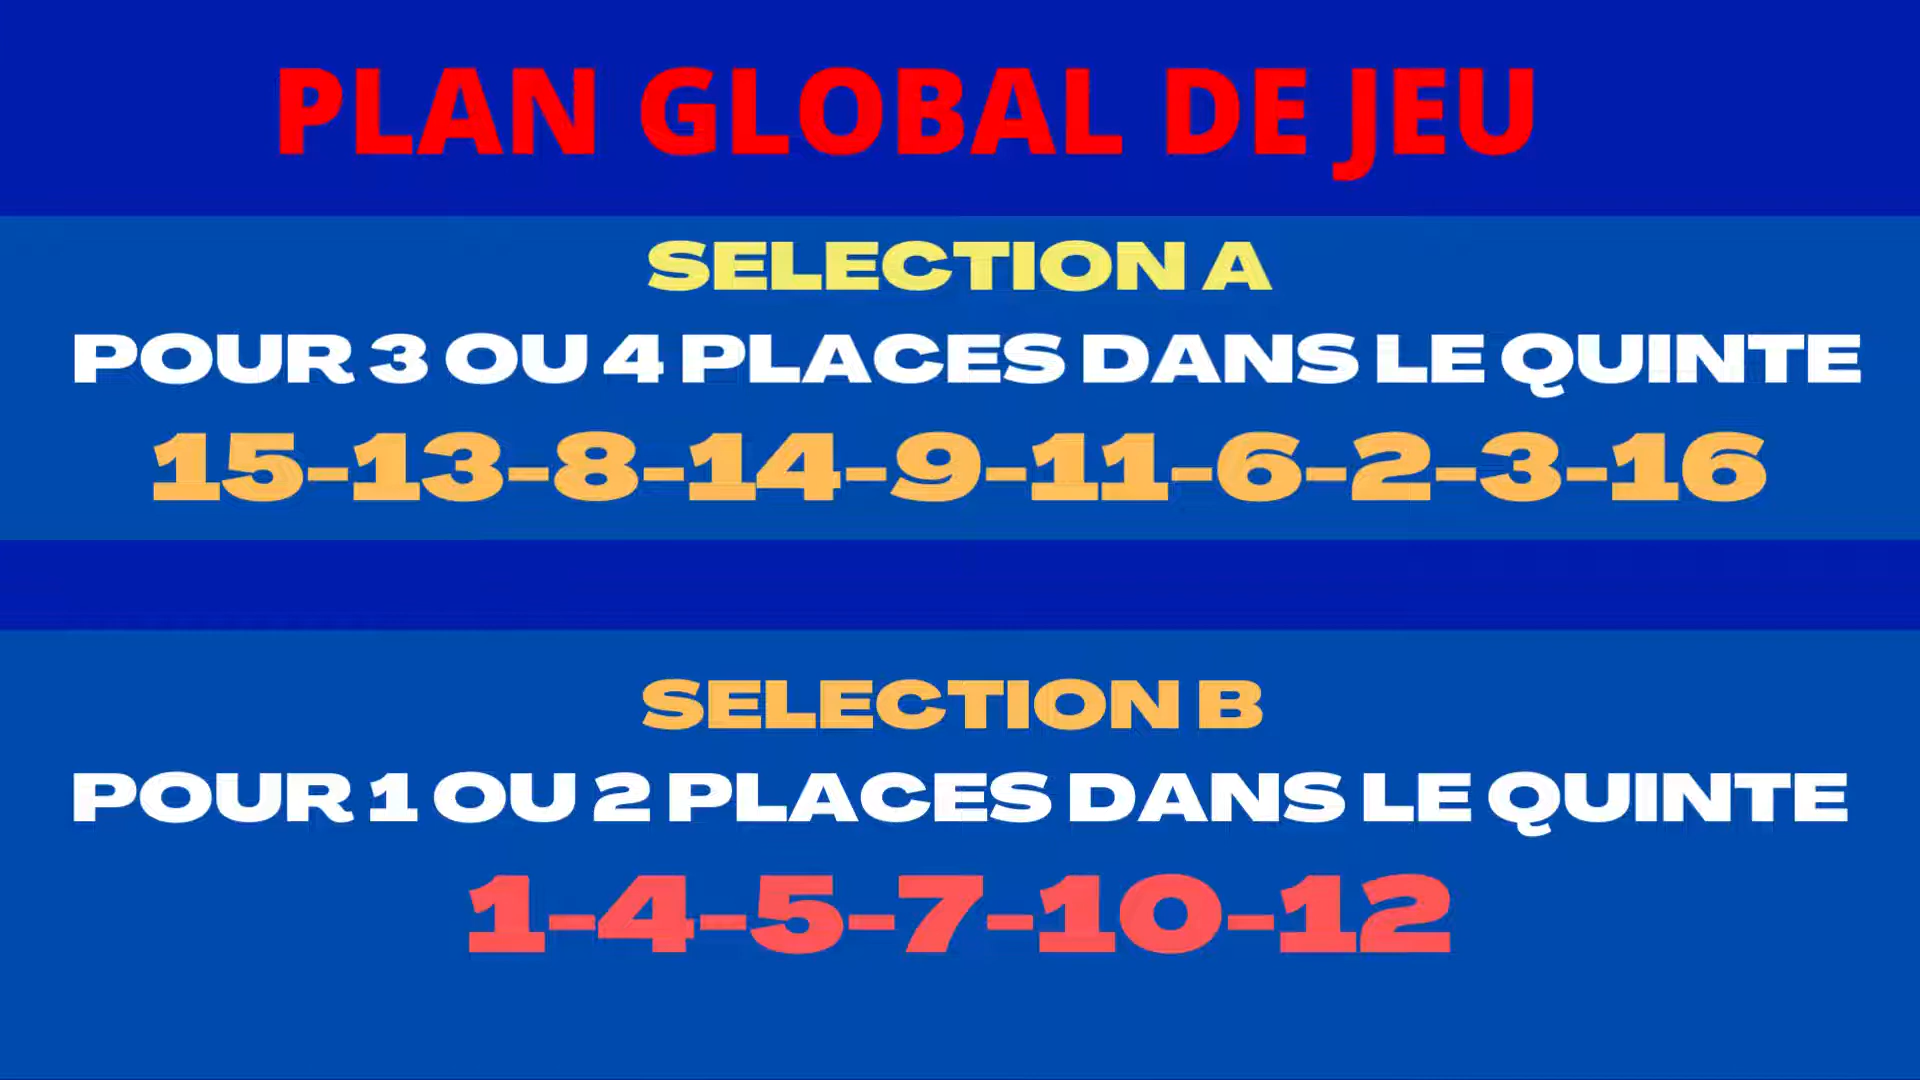 PLAN GLOBAL DE JEU
SELECTION A
POUR 3 OU 4 PLACES DANS LE QUINTE
15-13-8-14-9-11-6-2-3-16
SELECTION B
POUR 1 OU 2 PLACES DANS LE QUINTE
1-4-5-7-10-12